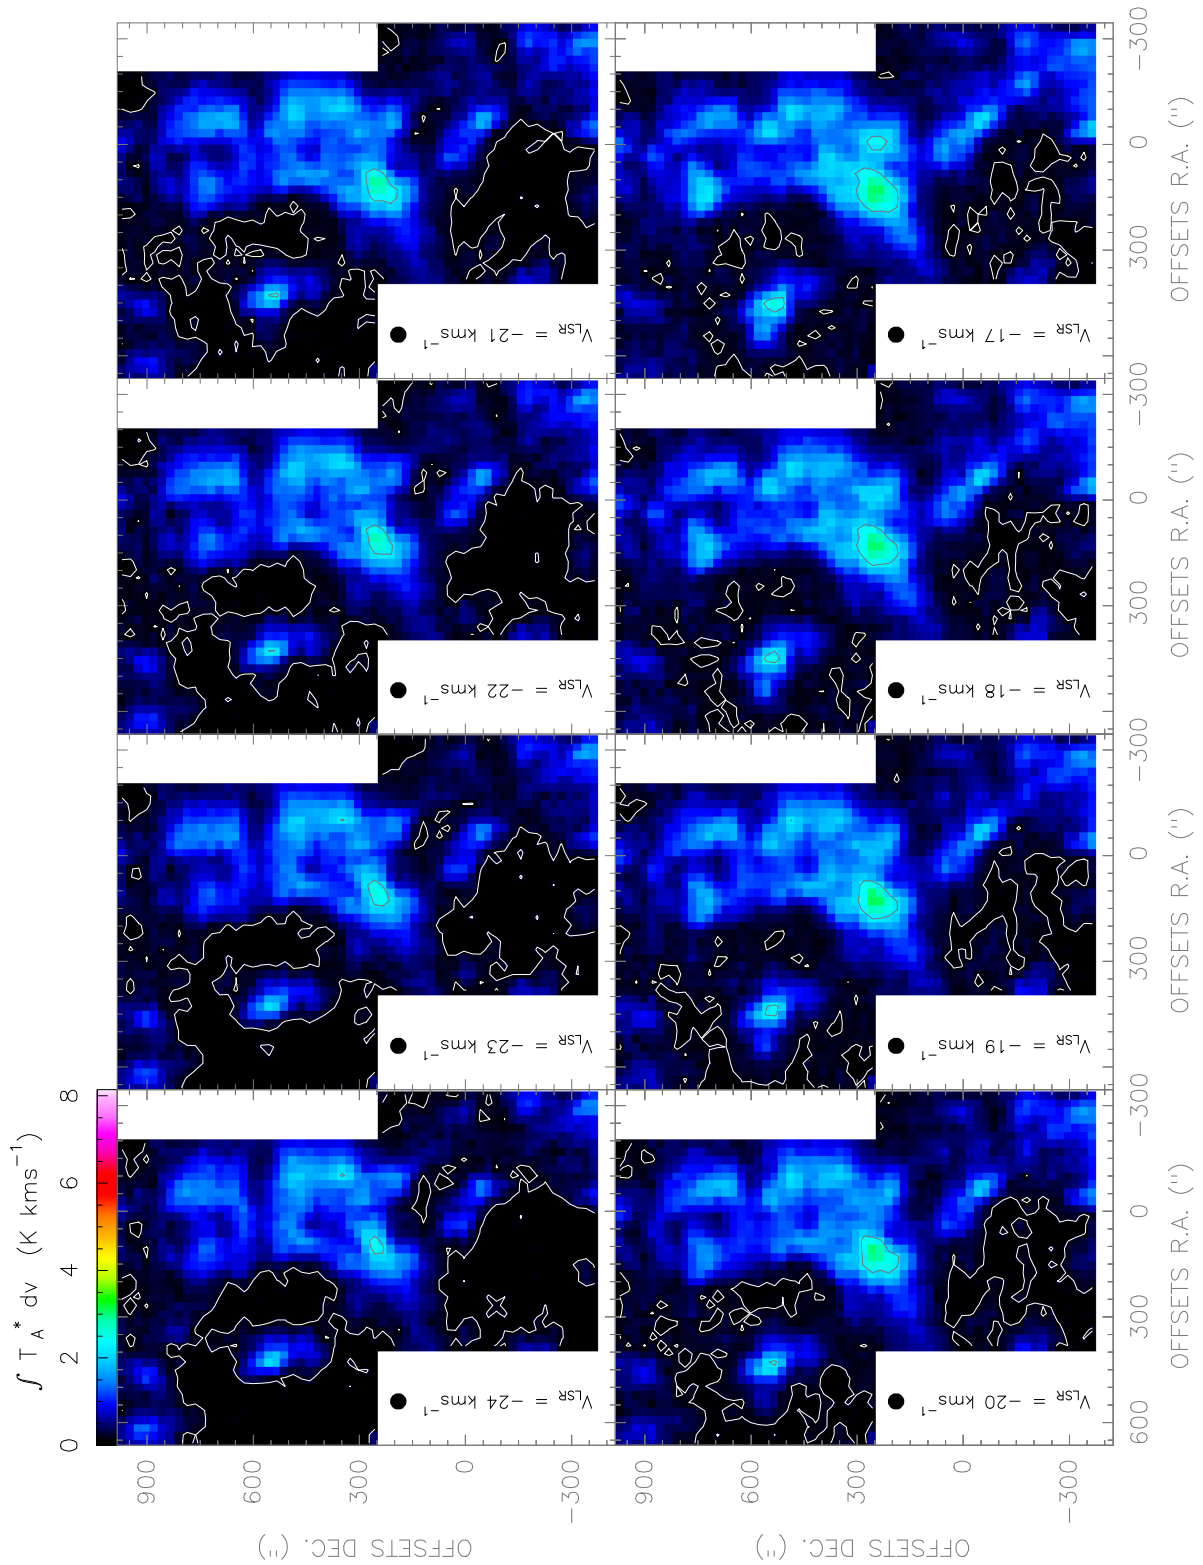 ∫ T A* dv (K kms−1)
0 2 4 6 8
VLSR = −24 kms−1
VLSR = −23 kms−1
VLSR = −22 kms−1
VLSR = −21 kms−1
900 600 300 0 −300
OFFSETS DEC. (")
VLSR = −20 kms−1
VLSR = −19 kms−1
VLSR = −18 kms−1
VLSR = −17 kms−1
900 600 300 0 −300
OFFSETS DEC. (")
600 300 0 −300 300 0 −300 300 0 −300 300 0 −300
OFFSETS R.A. (") OFFSETS R.A. (") OFFSETS R.A. (") OFFSETS R.A. (")